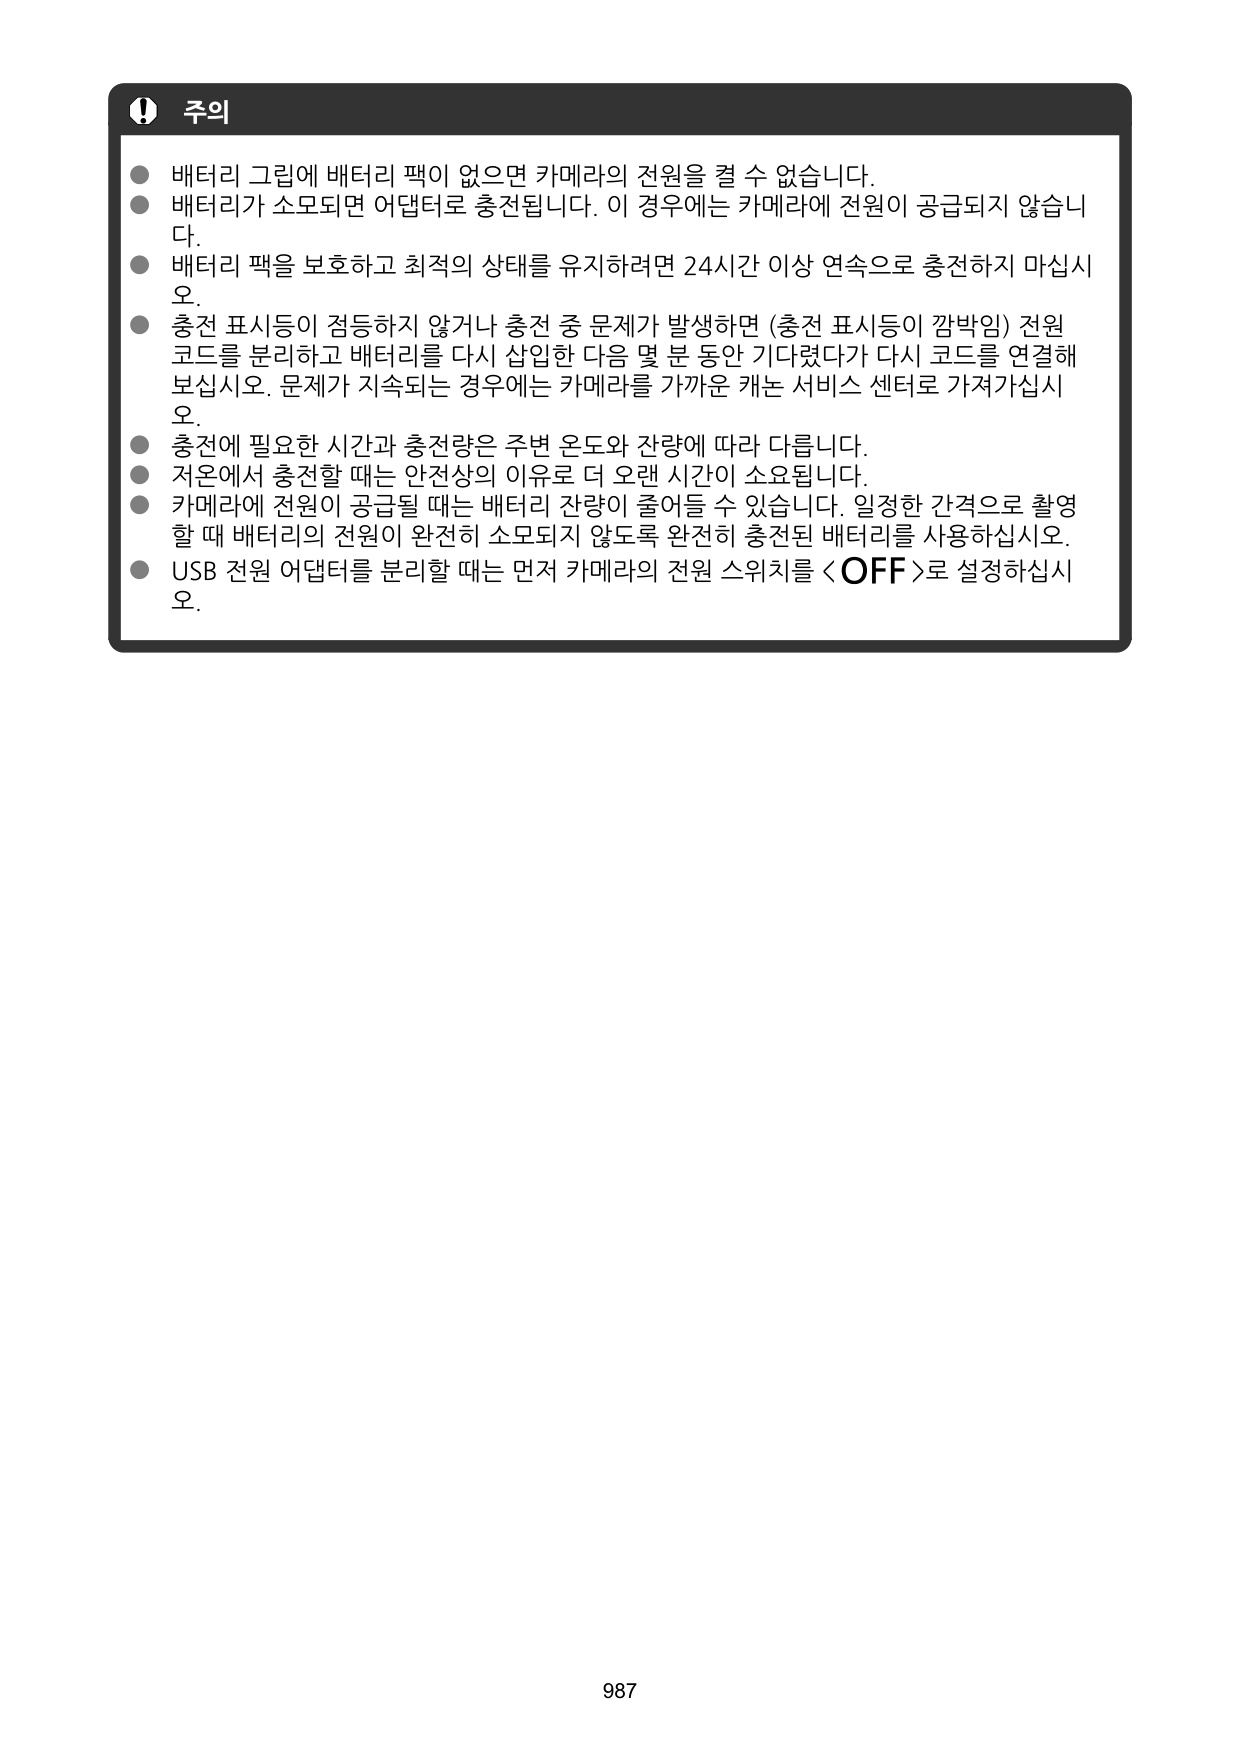 주의
● 배터리 그립에 배터리 팩이 없으면 카메라의 전원을 켤 수 없습니다.
● 배터리가 소모되면 어댑터로 충전됩니다. 이 경우에는 카메라에 전원이 공급되지 않습니
다.
● 배터리 팩을 보호하고 최적의 상태를 유지하려면 24시간 이상 연속으로 충전하지 마십시
오.
● 충전 표시등이 점등하지 않거나 충전 중 문제가 발생하면 (충전 표시등이 깜박임) 전원
코드를 분리하고 배터리를 다시 삽입한 다음 몇 분 동안 기다렸다가 다시 코드를 연결해
보십시오. 문제가 지속되는 경우에는 카메라를 가까운 캐논 서비스 센터로 가져가십시
오.
● 충전에 필요한 시간과 충전량은 주변 온도와 잔량에 따라 다릅니다.
● 저온에서 충전할 때는 안전상의 이유로 더 오랜 시간이 소요됩니다.
● 카메라에 전원이 공급될 때는 배터리 잔량이 줄어들 수 있습니다. 일정한 간격으로 촬영
할 때 배터리의 전원이 완전히 소모되지 않도록 완전히 충전된 배터리를 사용하십시오.
● USB 전원 어댑터를 분리할 때는 먼저 카메라의 전원 스위치를 <OFF>로 설정하십시
오.
987